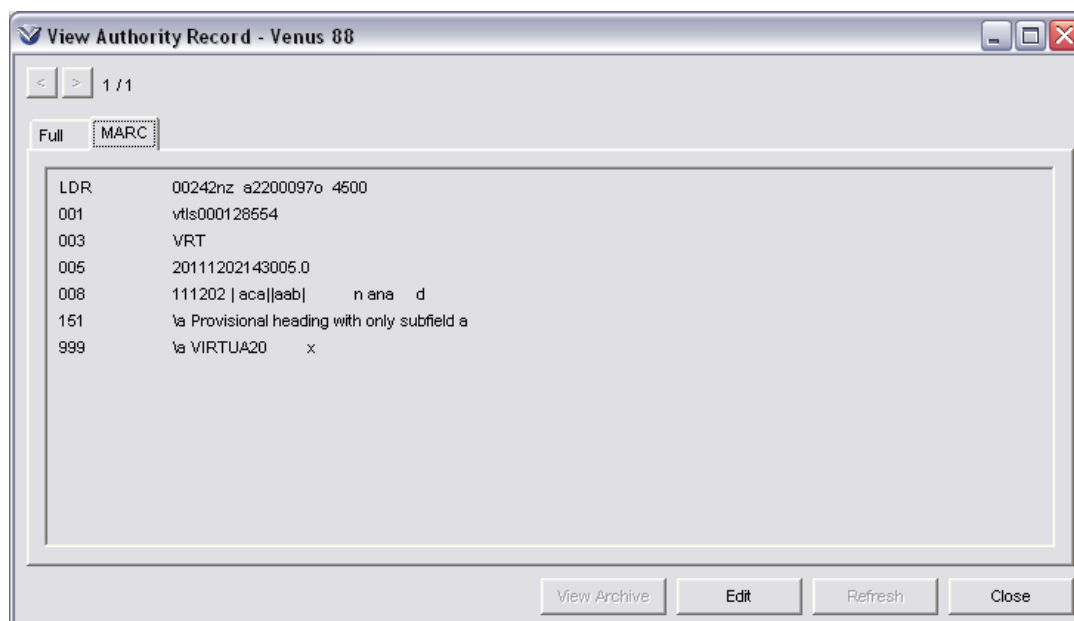 View Authority Record - Venus 88
< > 1 / 1
Full MARC
LDR 00242nz a2200097o 4500
001 vtls000128554
003 VRT
005 20111202143005.0
008 111202 | aca||aab| n ana d
151 \a Provisional heading with only subfield a
999 \a VIRTUA20 x
View Archive Edit Refresh Close